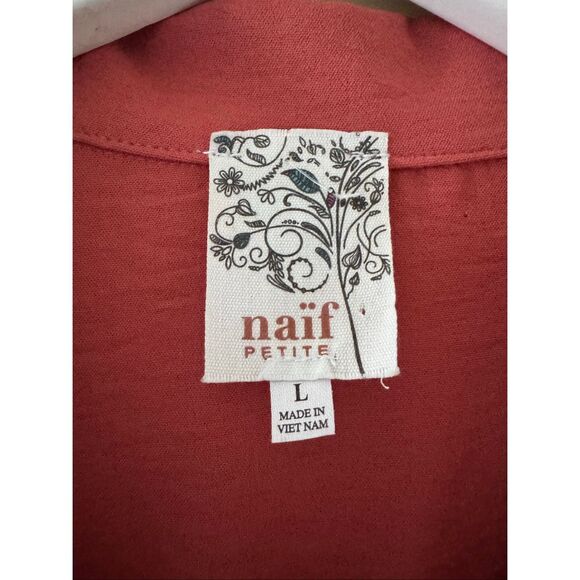 naïf
PETITE
L
MADE IN
VIET NAM